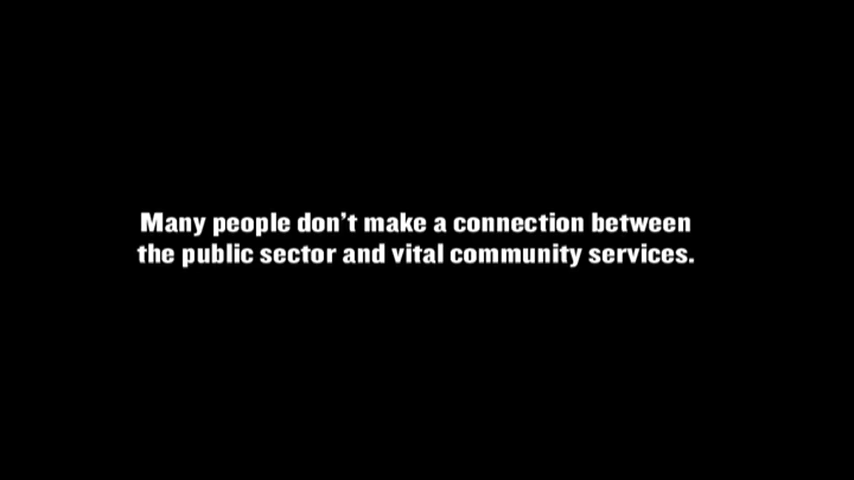 Many people don’t make a connection between
the public sector and vital community services.